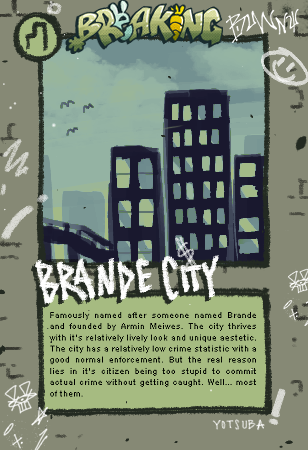 BREAKING
BUNNY
BRANDE CITY
Famously named after someone named Brande
and founded by Armin Meiwes. The city thrives
with it's relatively lively look and unique aestetic.
The city has a relatively low crime statistic with a
good normal enforcement. But the real reason
lies in it's citizen being too stupid to commit
actual crime without getting caught. Well... most
of them.
YOTSUBA!